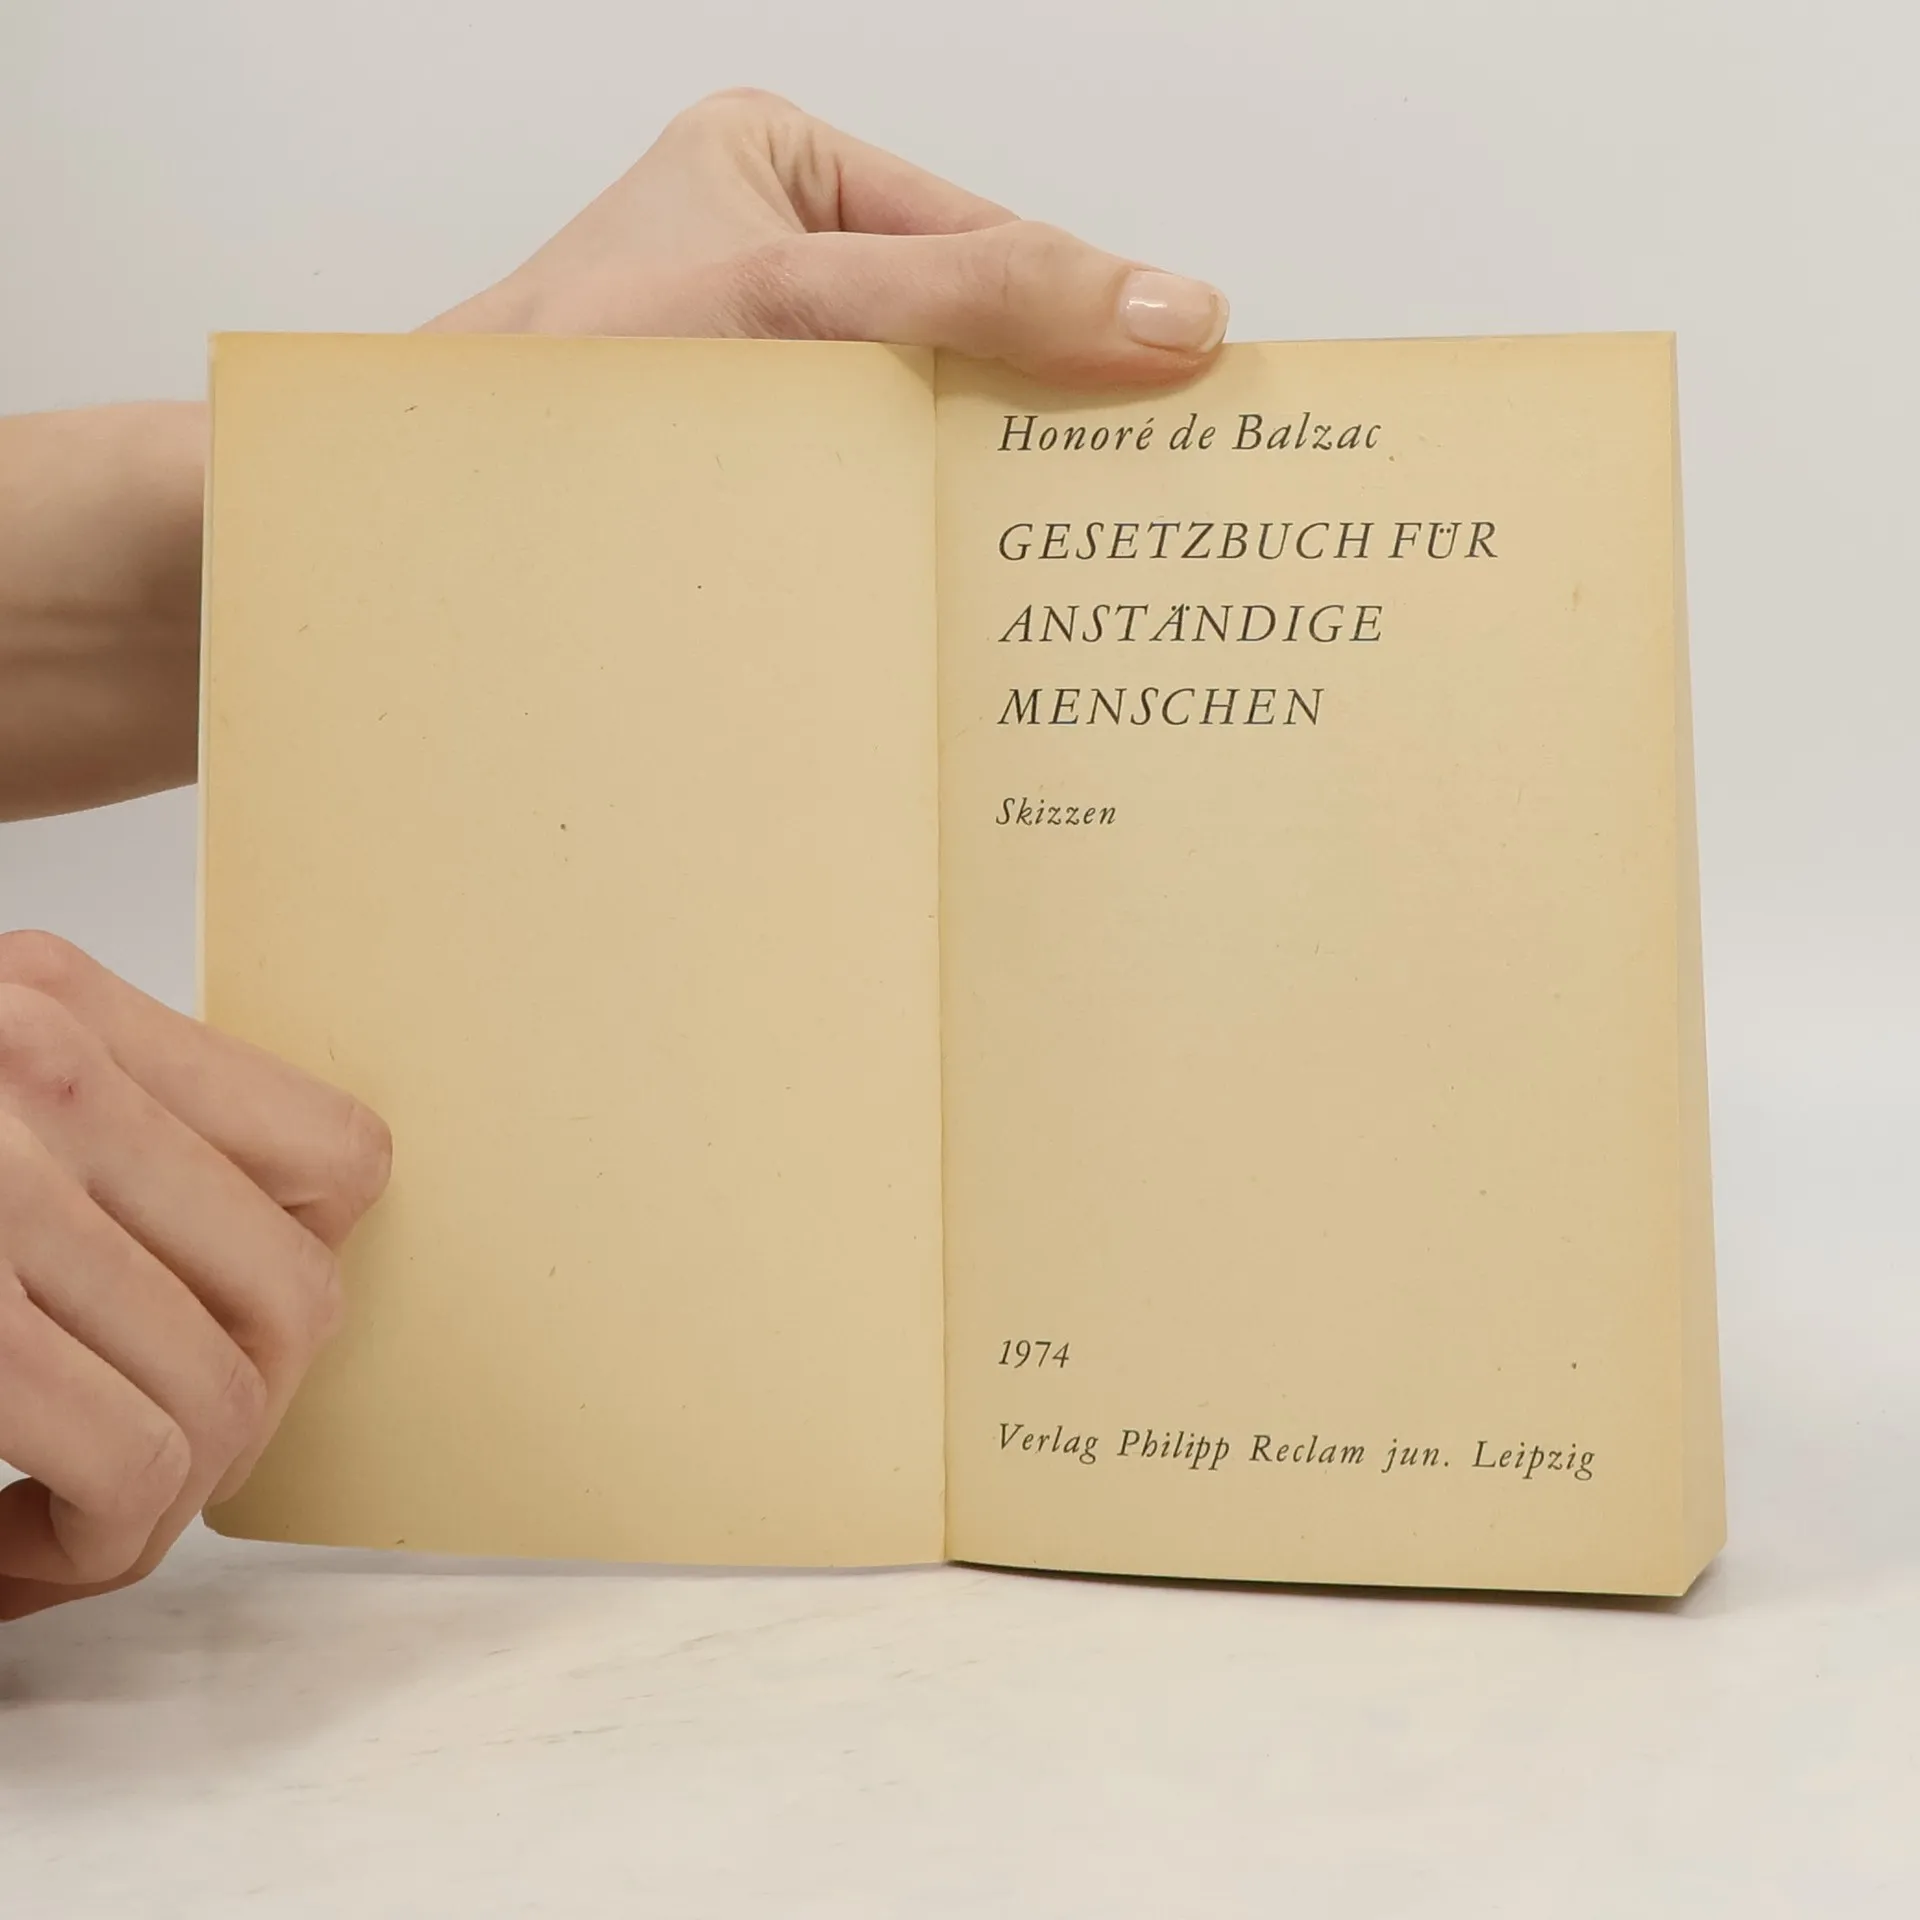 Honoré de Balzac
GESETZBUCH FÜR
ANSTÄNDIGE
MENSCHEN
Skizzen
1974
Verlag Philipp Reclam jun. Leipzig